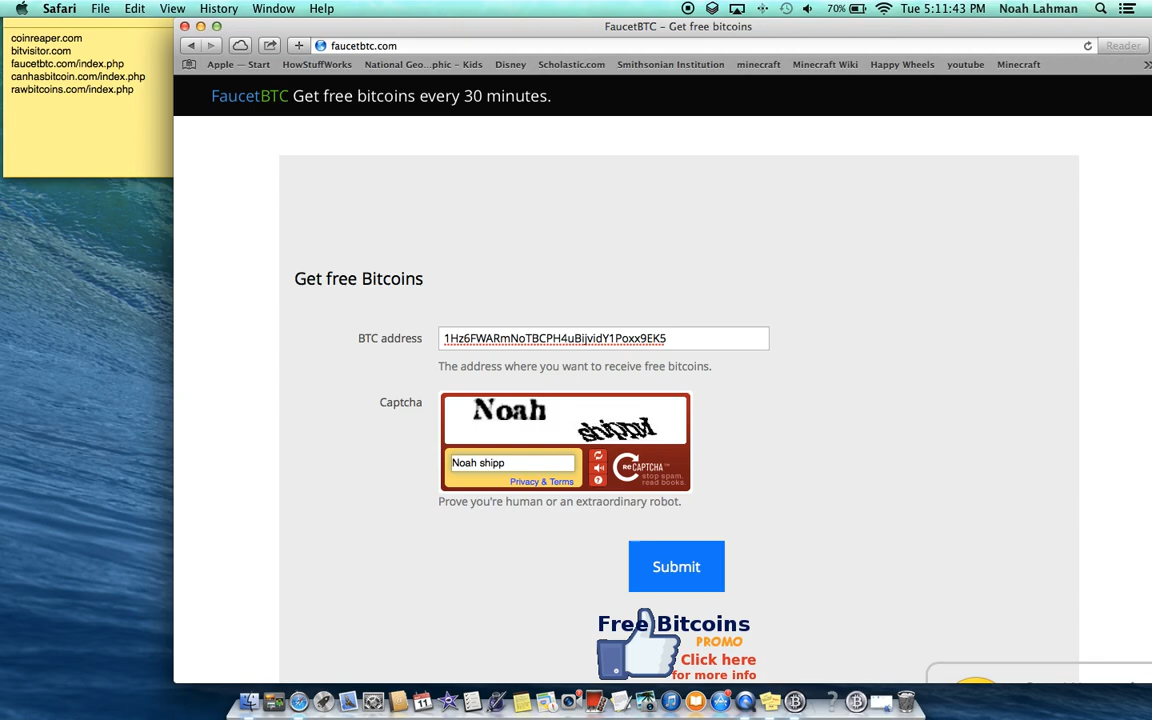 Safari File Edit View History Window Help 70% Tue 5:11:43 PM Noah Lahman
coinreaper.com
bitvisitor.com
faucetbtc.com/index.php
canhasbitcoin.com/index.php
rawbitcoins.com/index.php
FaucetBTC – Get free bitcoins
faucetbtc.com Reader
Apple — Start HowStuffWorks National Geo...phic – Kids Disney Scholastic.com Smithsonian Institution minecraft Minecraft Wiki Happy Wheels youtube Minecraft
FaucetBTC Get free bitcoins every 30 minutes.
Get free Bitcoins
BTC address 1Hz6FWARmNoTBCPH4uBijvidY1Poxx9EK5
The address where you want to receive free bitcoins.
Captcha
Noah
Noah shipp
reCAPTCHA™
stop spam.
read books.
Privacy & Terms
Prove you're human or an extraordinary robot.
Submit
Free Bitcoins
PROMO
Click here
for more info